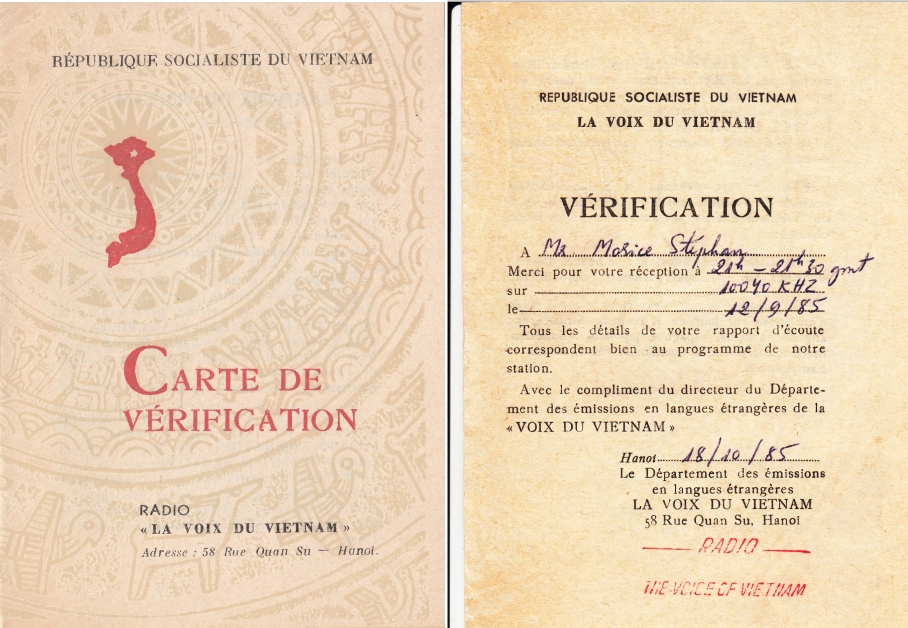 RÉPUBLIQUE SOCIALISTE DU VIETNAM
CARTE DE
VÉRIFICATION
RADIO
« LA VOIX DU VIETNAM »
Adresse : 58 Rue Quan Su — Hanoi.
REPUBLIQUE SOCIALISTE DU VIETNAM
LA VOIX DU VIETNAM
VÉRIFICATION
A Mr Morice Stéphan
Merci pour votre réception à 21h - 21h30 gmt
sur 10040 KHZ
le 12/9/85
Tous les détails de votre rapport d'écoute
correspondent bien au programme de notre
station.
Avec le compliment du directeur du Départe-
ment des émissions en langues étrangères de la
« VOIX DU VIETNAM »
Hanoi 18/10/85
Le Département des émissions
en langues étrangères
LA VOIX DU VIETNAM
58 Rue Quan Su, Hanoi
— RADIO —
THE VOICE OF VIETNAM